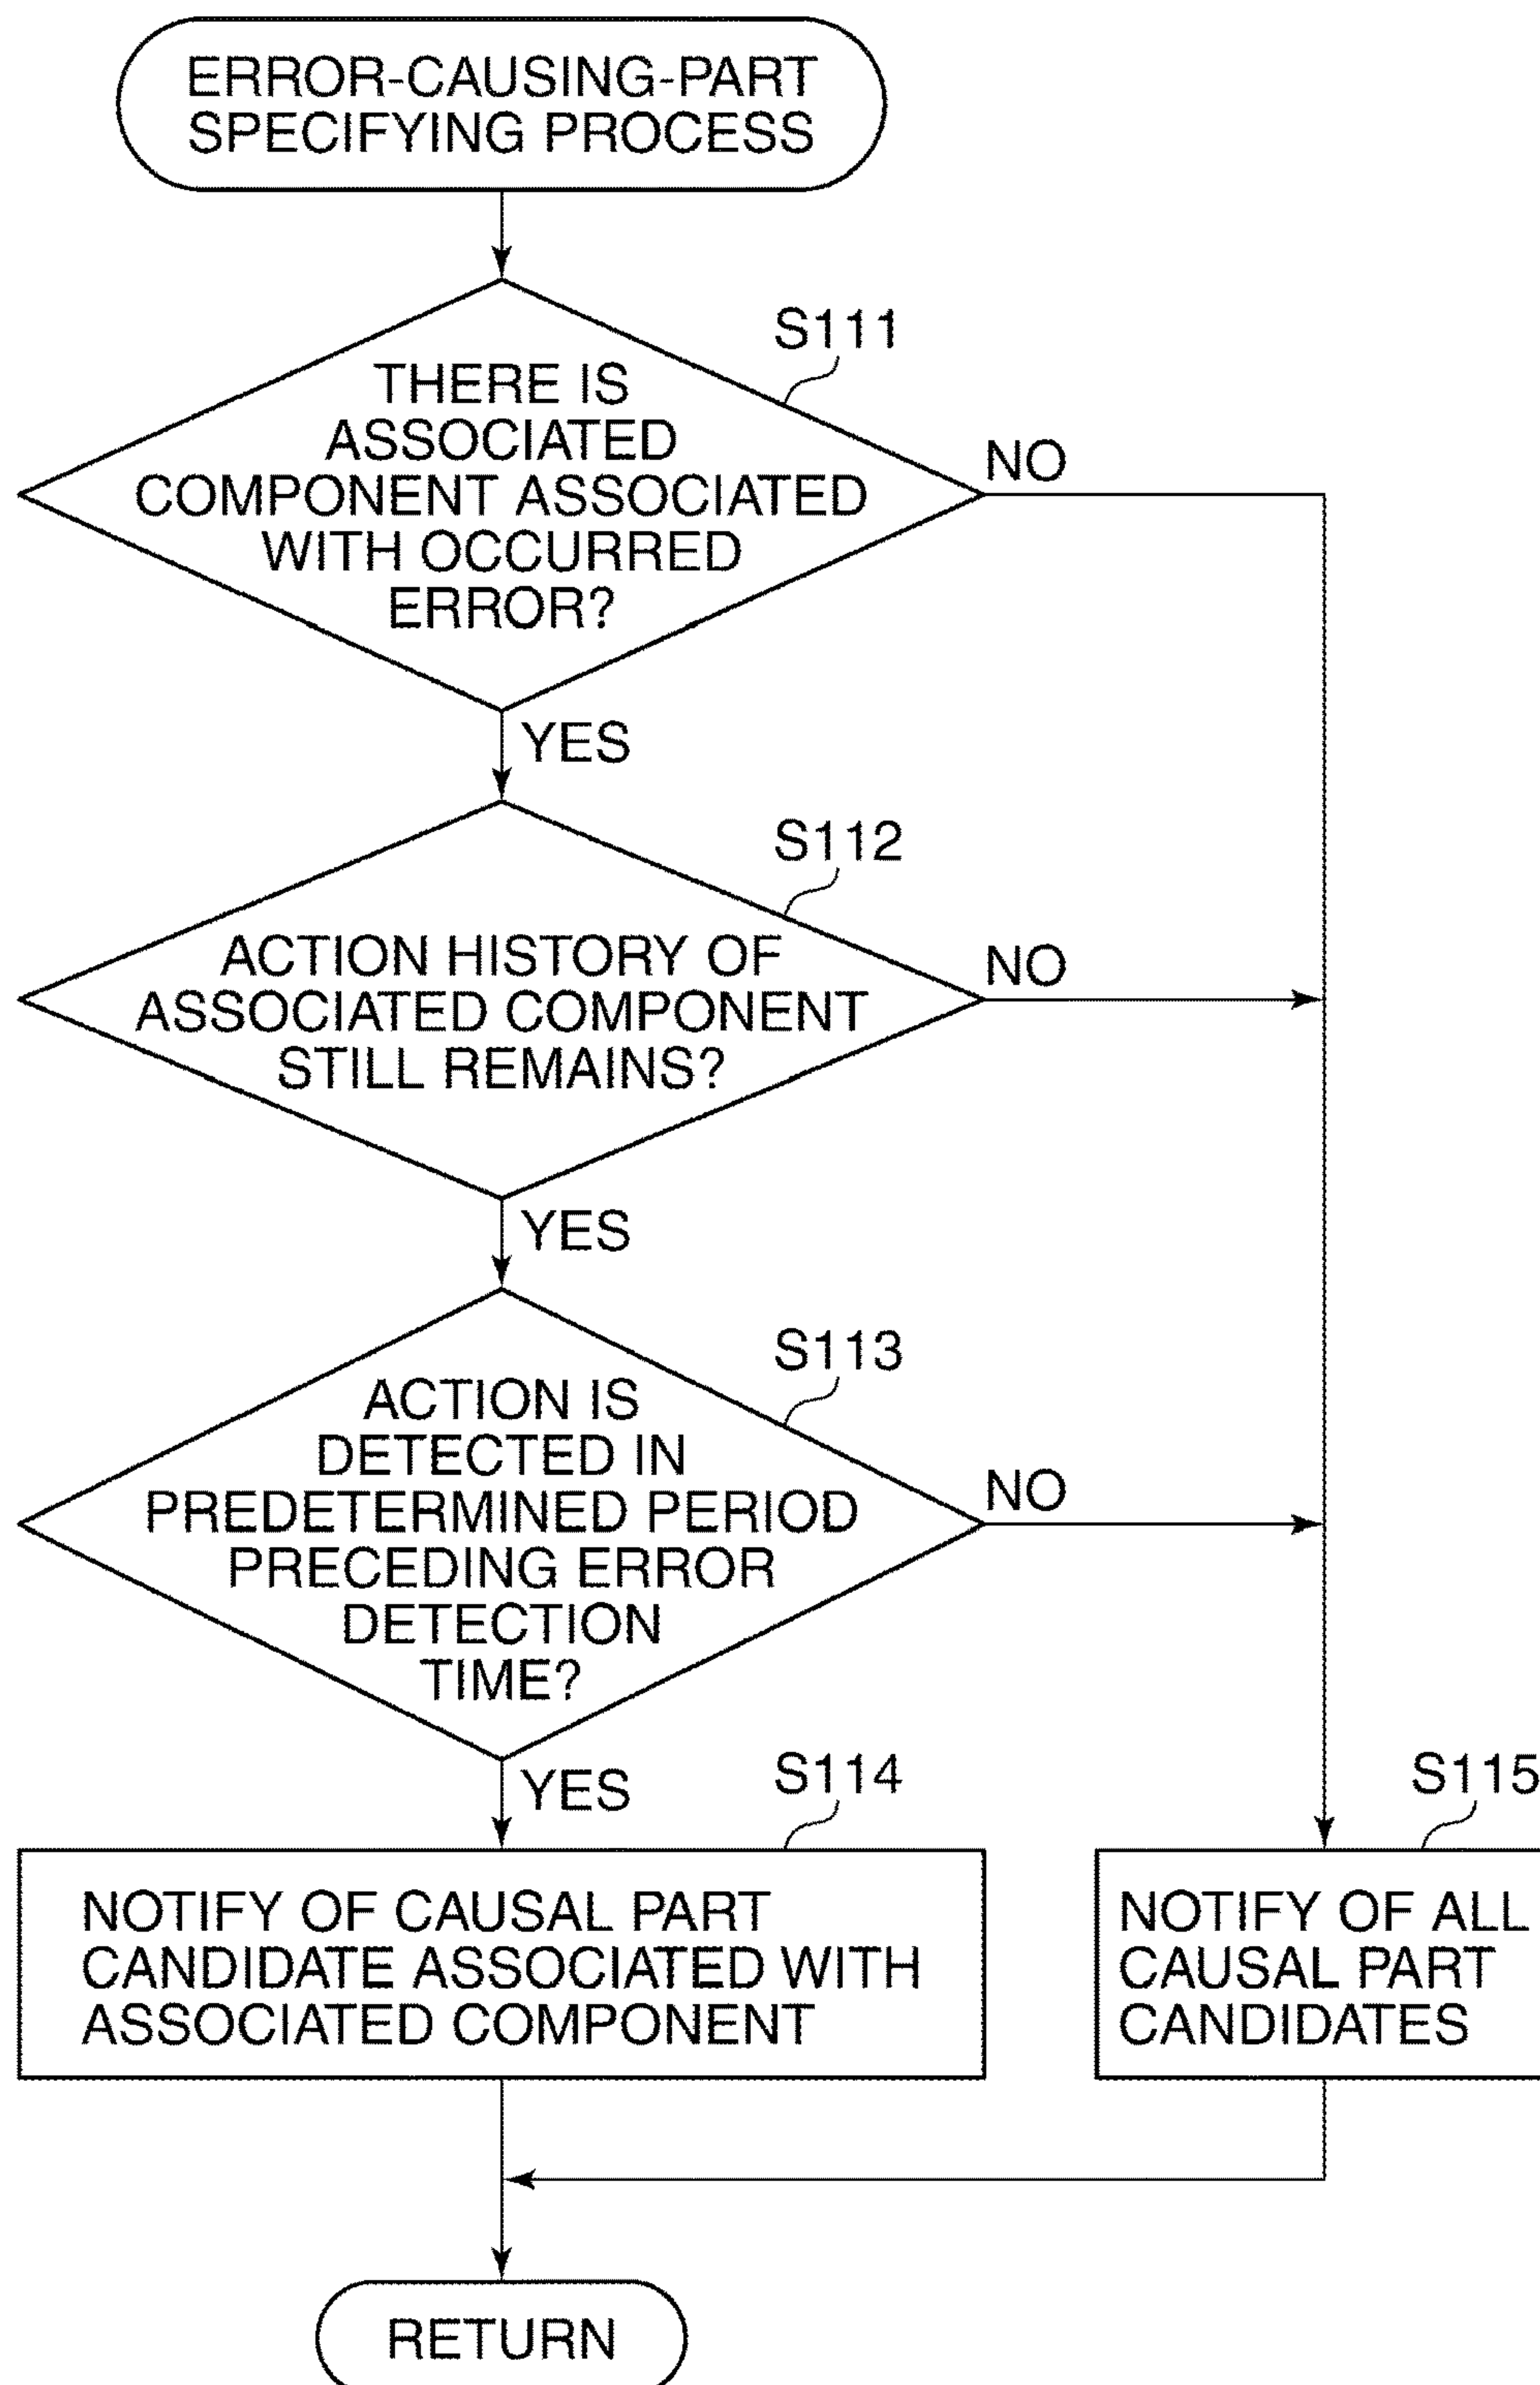 ERROR-CAUSING-PART
SPECIFYING PROCESS
S111
THERE IS
ASSOCIATED
COMPONENT ASSOCIATED
WITH OCCURRED
ERROR?
NO
YES
S112
ACTION HISTORY OF
ASSOCIATED COMPONENT
STILL REMAINS?
NO
YES
S113
ACTION IS
DETECTED IN
PREDETERMINED PERIOD
PRECEDING ERROR
DETECTION
TIME?
NO
YES
S114
NOTIFY OF CAUSAL PART
CANDIDATE ASSOCIATED WITH
ASSOCIATED COMPONENT
S115
NOTIFY OF ALL
CAUSAL PART
CANDIDATES
RETURN